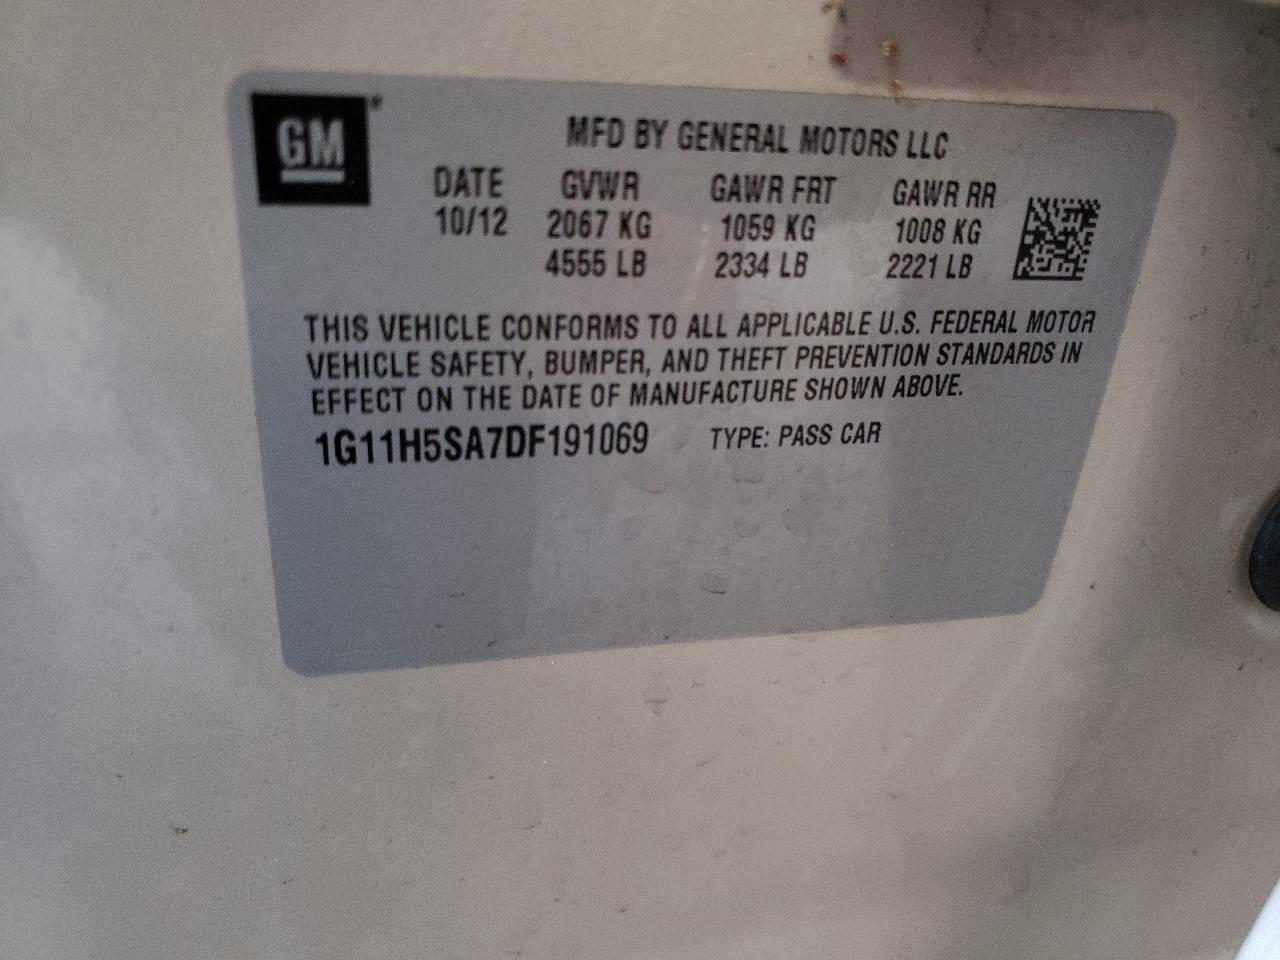 GM
MFD BY GENERAL MOTORS LLC
DATE GVWR GAWR FRT GAWR RR
10/12 2067 KG 1059 KG 1008 KG
4555 LB 2334 LB 2221 LB
THIS VEHICLE CONFORMS TO ALL APPLICABLE U.S. FEDERAL MOTOR
VEHICLE SAFETY, BUMPER, AND THEFT PREVENTION STANDARDS IN
EFFECT ON THE DATE OF MANUFACTURE SHOWN ABOVE.
1G11H5SA7DF191069 TYPE: PASS CAR